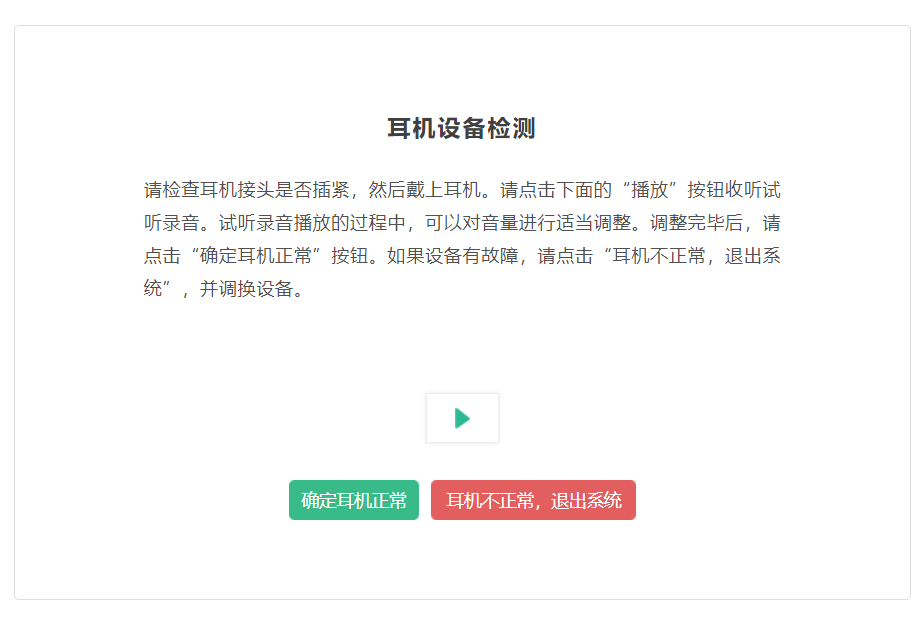 耳机设备检测
请检查耳机接头是否插紧，然后戴上耳机。请点击下面的“播放”按钮收听试
听录音。试听录音播放的过程中，可以对音量进行适当调整。调整完毕后，请
点击“确定耳机正常”按钮。如果设备有故障，请点击“耳机不正常，退出系
统”，并调换设备。
确定耳机正常
耳机不正常，退出系统